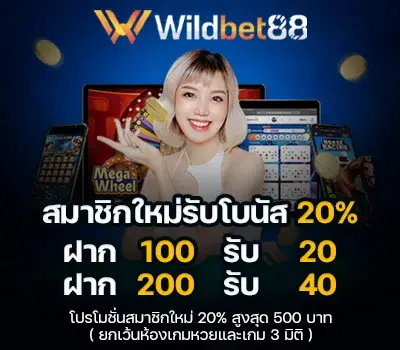 Wildbet88
Mega
Wheel
HORSE
RACING
สมาชิกใหม่รับโบนัส 20%
ฝาก 100 รับ 20
ฝาก 200 รับ 40
โปรโมชั่นสมาชิกใหม่ 20% สูงสุด 500 บาท
( ยกเว้นห้องเกมหวยและเกม 3 มิติ )